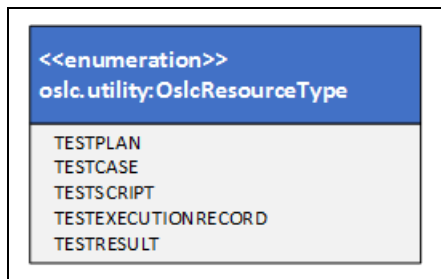 <<enumeration>>
oslc.utility:OslcResourceType
TESTPLAN
TESTCASE
TESTSCRIPT
TESTEXECUTIONRECORD
TESTRESULT